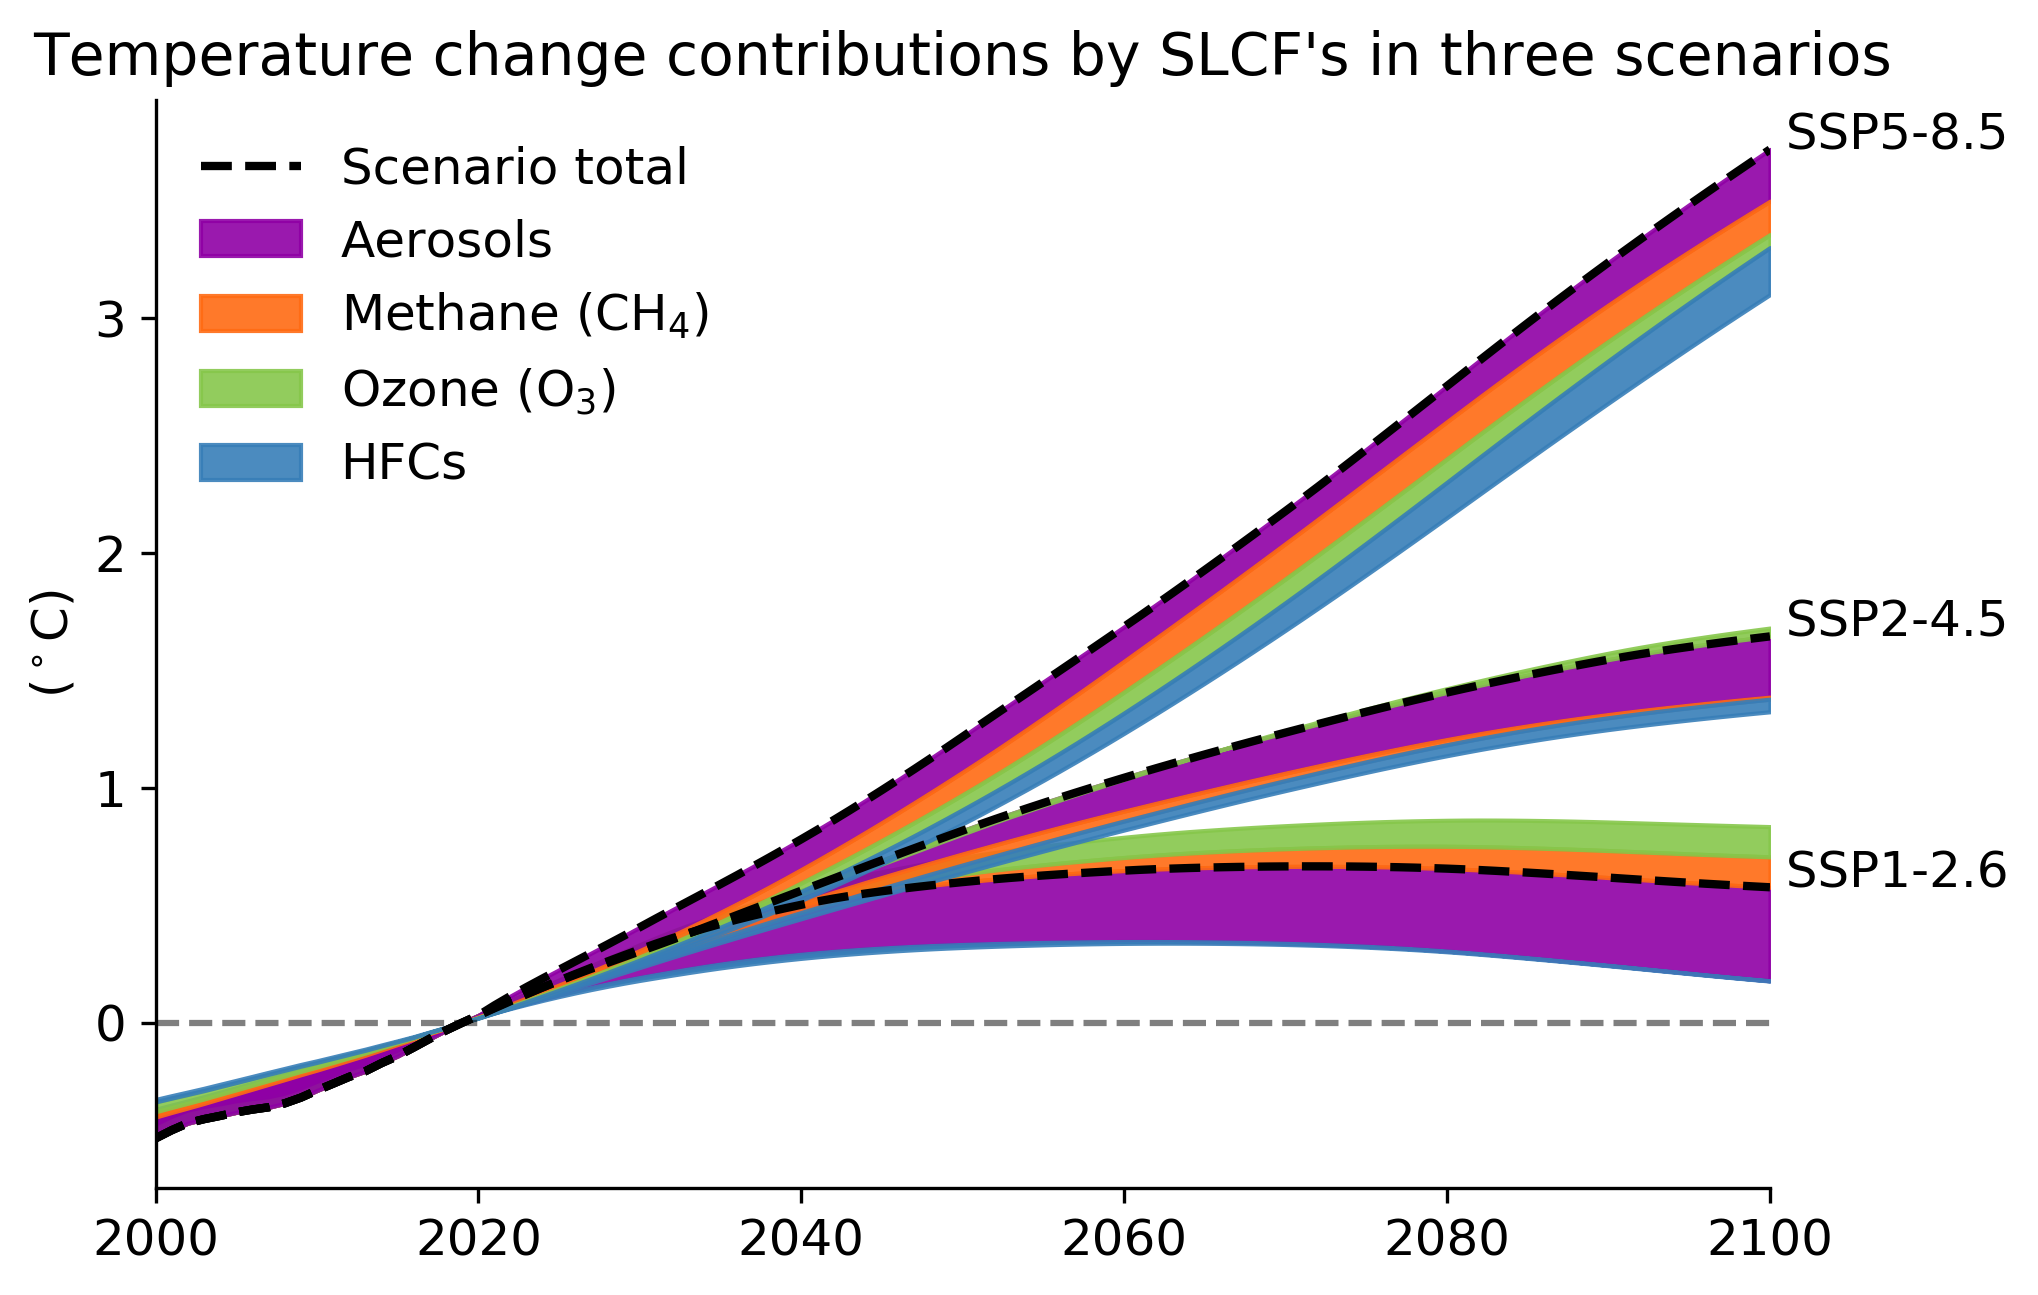 Temperature change contributions by SLCF's in three scenarios
SSP5-8.5
Scenario total
Aerosols
Methane (CH₄)
Ozone (O₃)
HFCs
3
2
1
0
(°C)
SSP2-4.5
SSP1-2.6
2000 2020 2040 2060 2080 2100